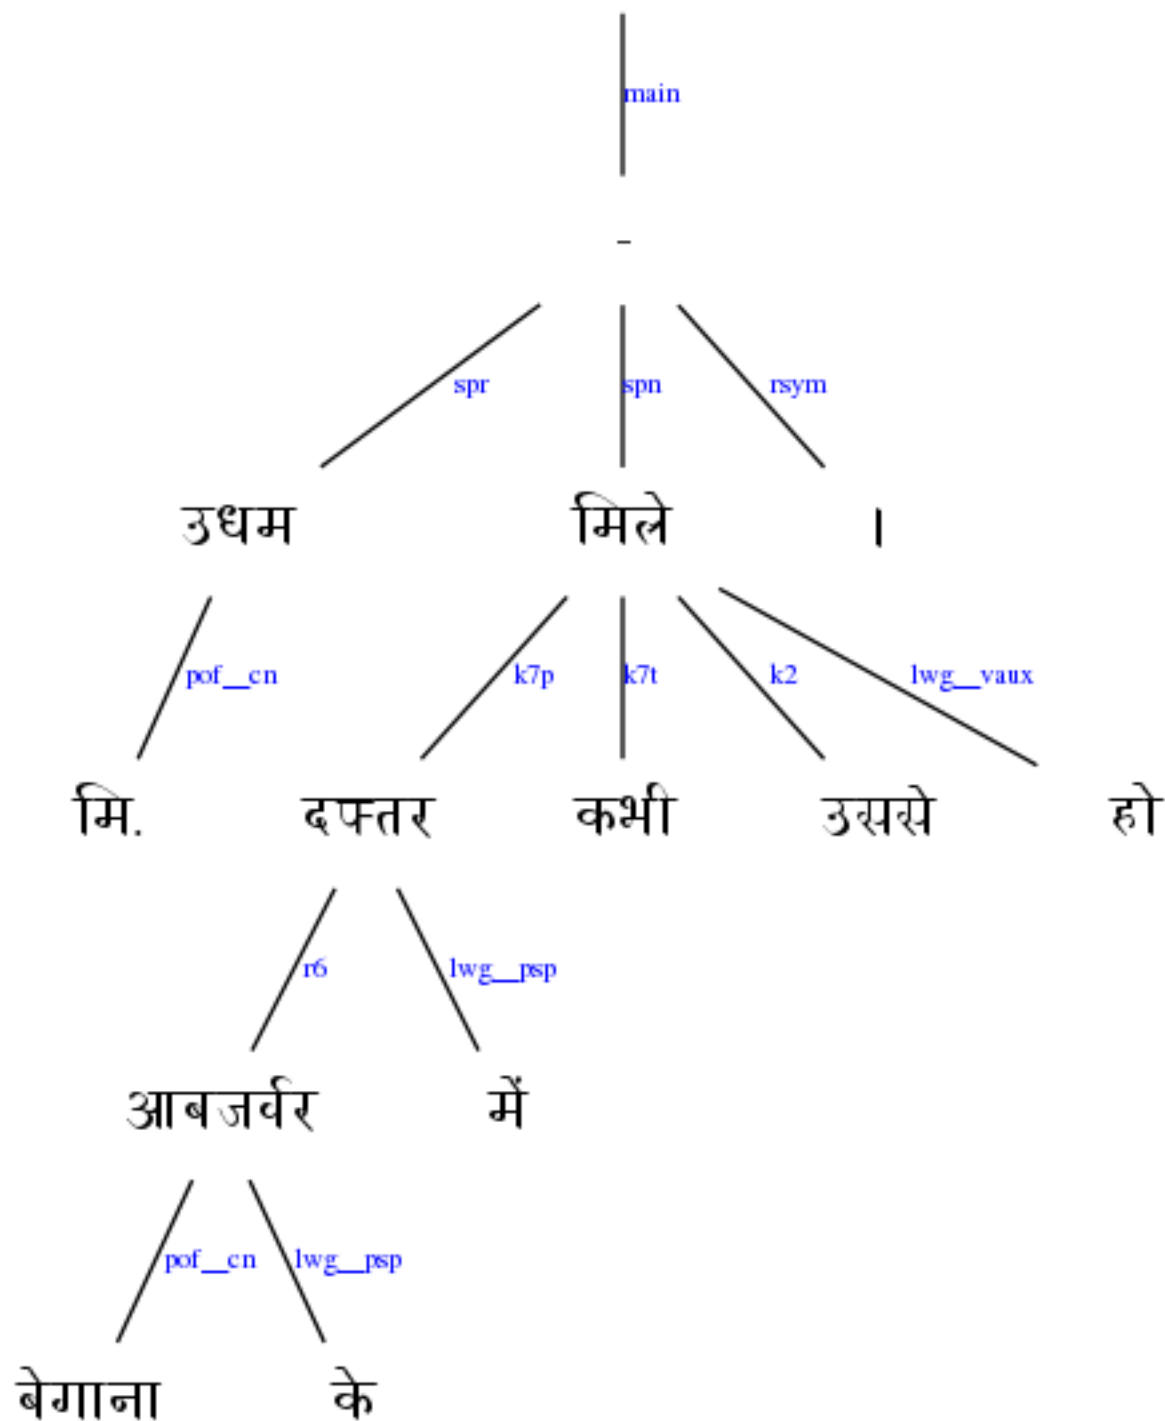 main
-
spr spn rsym
उधम मिले ।
pof__cn k7p k7t k2 lwg__vaux
मि. दफ्तर कभी उससे हो
r6 lwg__psp
आबजर्वर में
pof__cn lwg__psp
बेगाना के